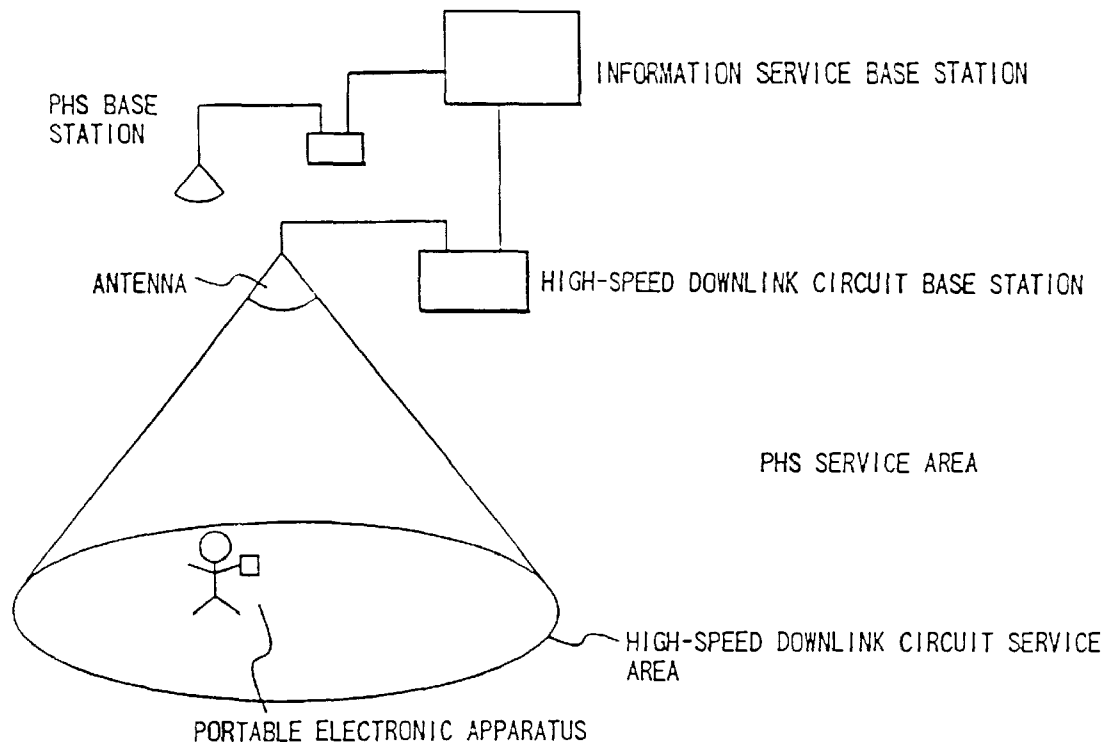 INFORMATION SERVICE BASE STATION
PHS BASE
STATION
ANTENNA
HIGH-SPEED DOWNLINK CIRCUIT BASE STATION
PHS SERVICE AREA
HIGH-SPEED DOWNLINK CIRCUIT SERVICE
AREA
PORTABLE ELECTRONIC APPARATUS